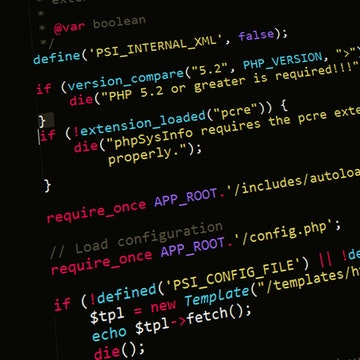 *
* @var boolean
*/
define('PSI_INTERNAL_XML', false);
if (version_compare("5.2", PHP_VERSION, ">"
die("PHP 5.2 or greater is required!!!"
}
if (!extension_loaded("pcre")) {
die("phpSysInfo requires the pcre exte
properly.");
}
require_once APP_ROOT.'/includes/autoloa
// Load configuration
require_once APP_ROOT.'/config.php';
if (!defined('PSI_CONFIG_FILE') || !de
$tpl = new Template("/templates/h
echo $tpl->fetch();
die();